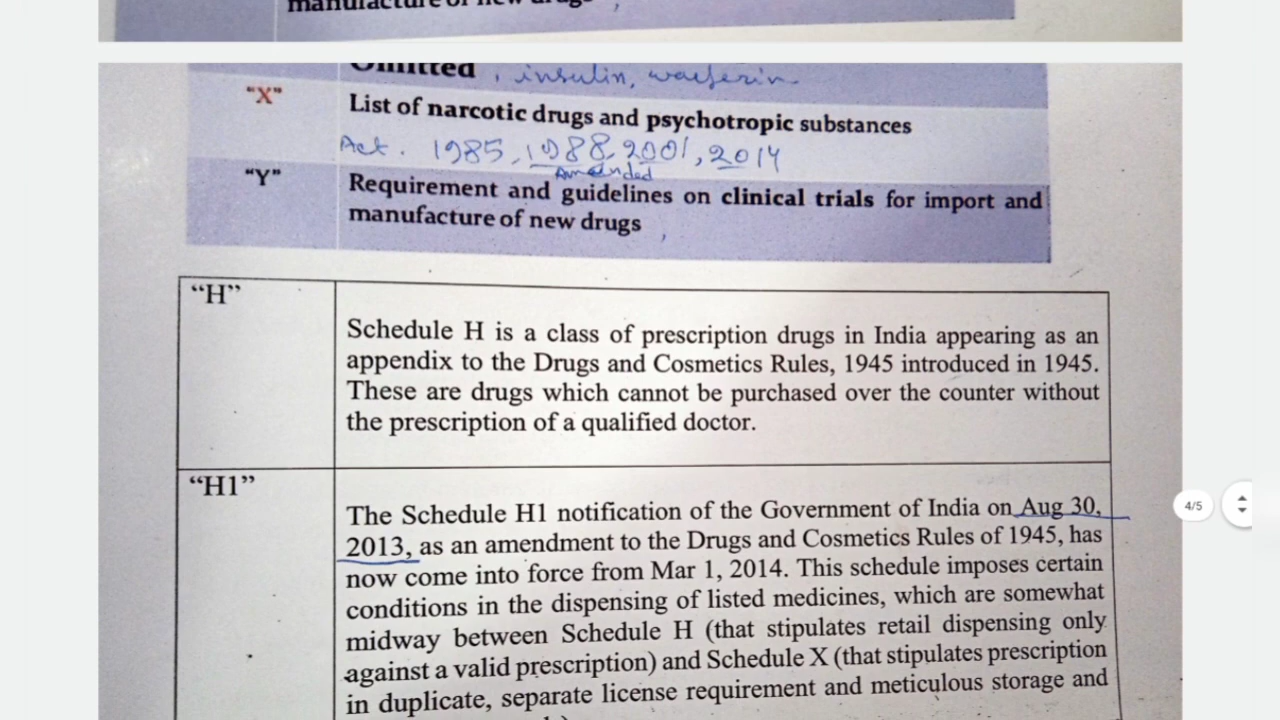 manufacture of new drugs
Omitted , insulin, warferin
"X"
List of narcotic drugs and psychotropic substances
Act. 1985, 1988, 2001, 2014
Amended
"Y"
Requirement and guidelines on clinical trials for import and
manufacture of new drugs
“H”
Schedule H is a class of prescription drugs in India appearing as an
appendix to the Drugs and Cosmetics Rules, 1945 introduced in 1945.
These are drugs which cannot be purchased over the counter without
the prescription of a qualified doctor.
“H1”
The Schedule H1 notification of the Government of India on Aug 30,
2013, as an amendment to the Drugs and Cosmetics Rules of 1945, has
now come into force from Mar 1, 2014. This schedule imposes certain
conditions in the dispensing of listed medicines, which are somewhat
midway between Schedule H (that stipulates retail dispensing only
against a valid prescription) and Schedule X (that stipulates prescription
in duplicate, separate license requirement and meticulous storage and
4/5